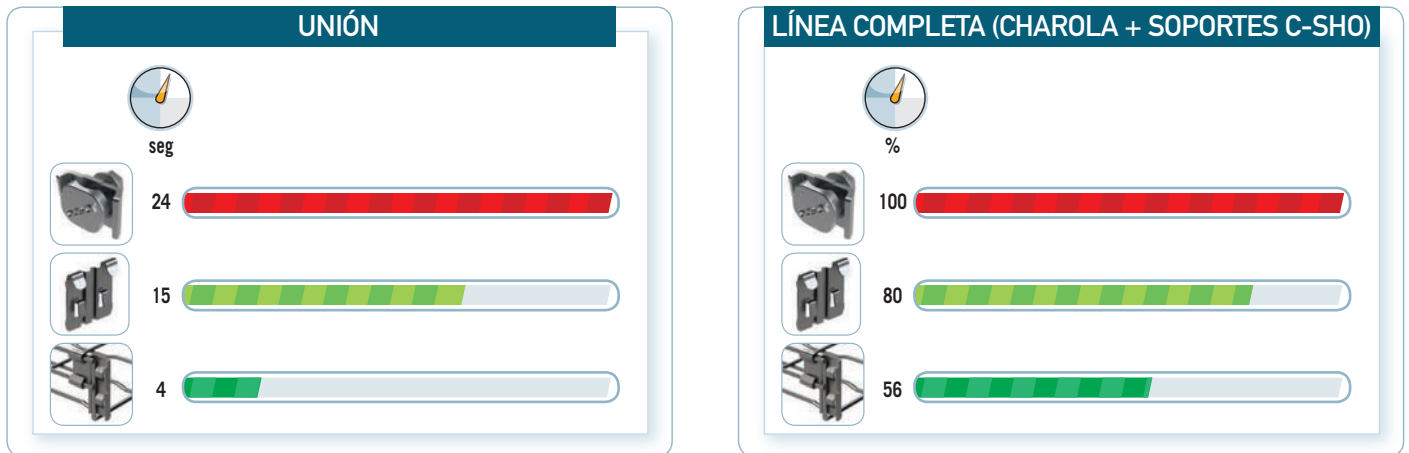 UNIÓN
seg
24
15
4
LÍNEA COMPLETA (CHAROLA + SOPORTES C-SHO)
%
100
80
56